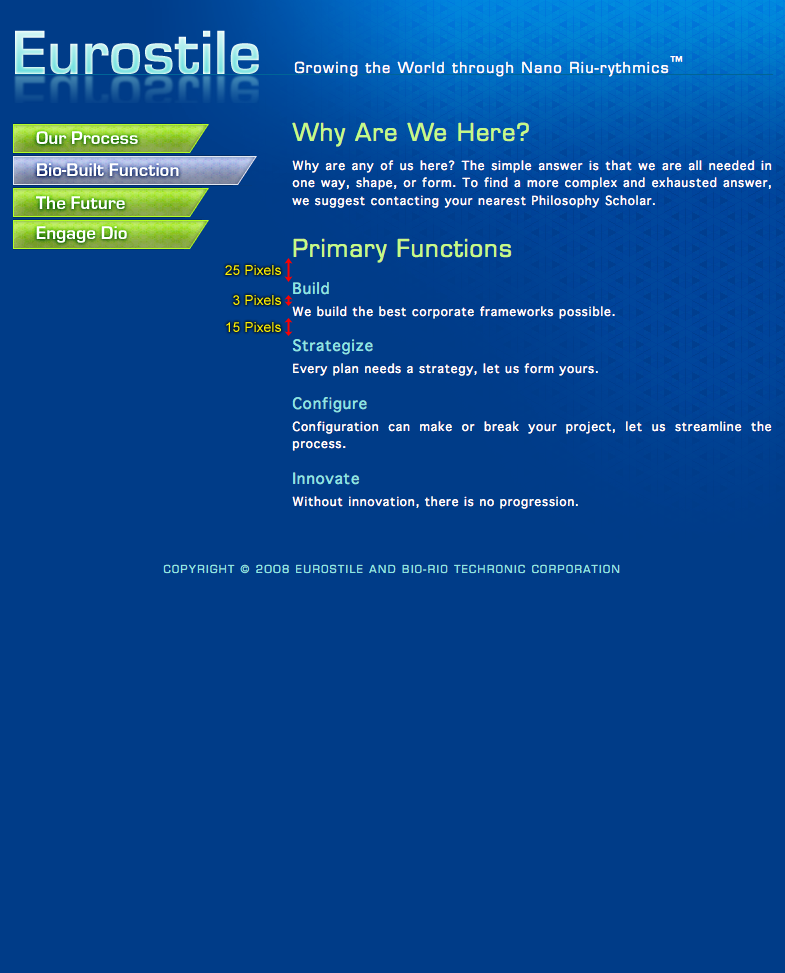 Eurostile
Growing the World through Nano Riu-rythmics™
Our Process
Bio-Built Function
The Future
Engage Dio
Why Are We Here?
Why are any of us here? The simple answer is that we are all needed in
one way, shape, or form. To find a more complex and exhausted answer,
we suggest contacting your nearest Philosophy Scholar.
Primary Functions
25 Pixels
Build
3 Pixels
We build the best corporate frameworks possible.
15 Pixels
Strategize
Every plan needs a strategy, let us form yours.
Configure
Configuration can make or break your project, let us streamline the
process.
Innovate
Without innovation, there is no progression.
COPYRIGHT © 2008 EUROSTILE AND BIO-RIO TECHRONIC CORPORATION